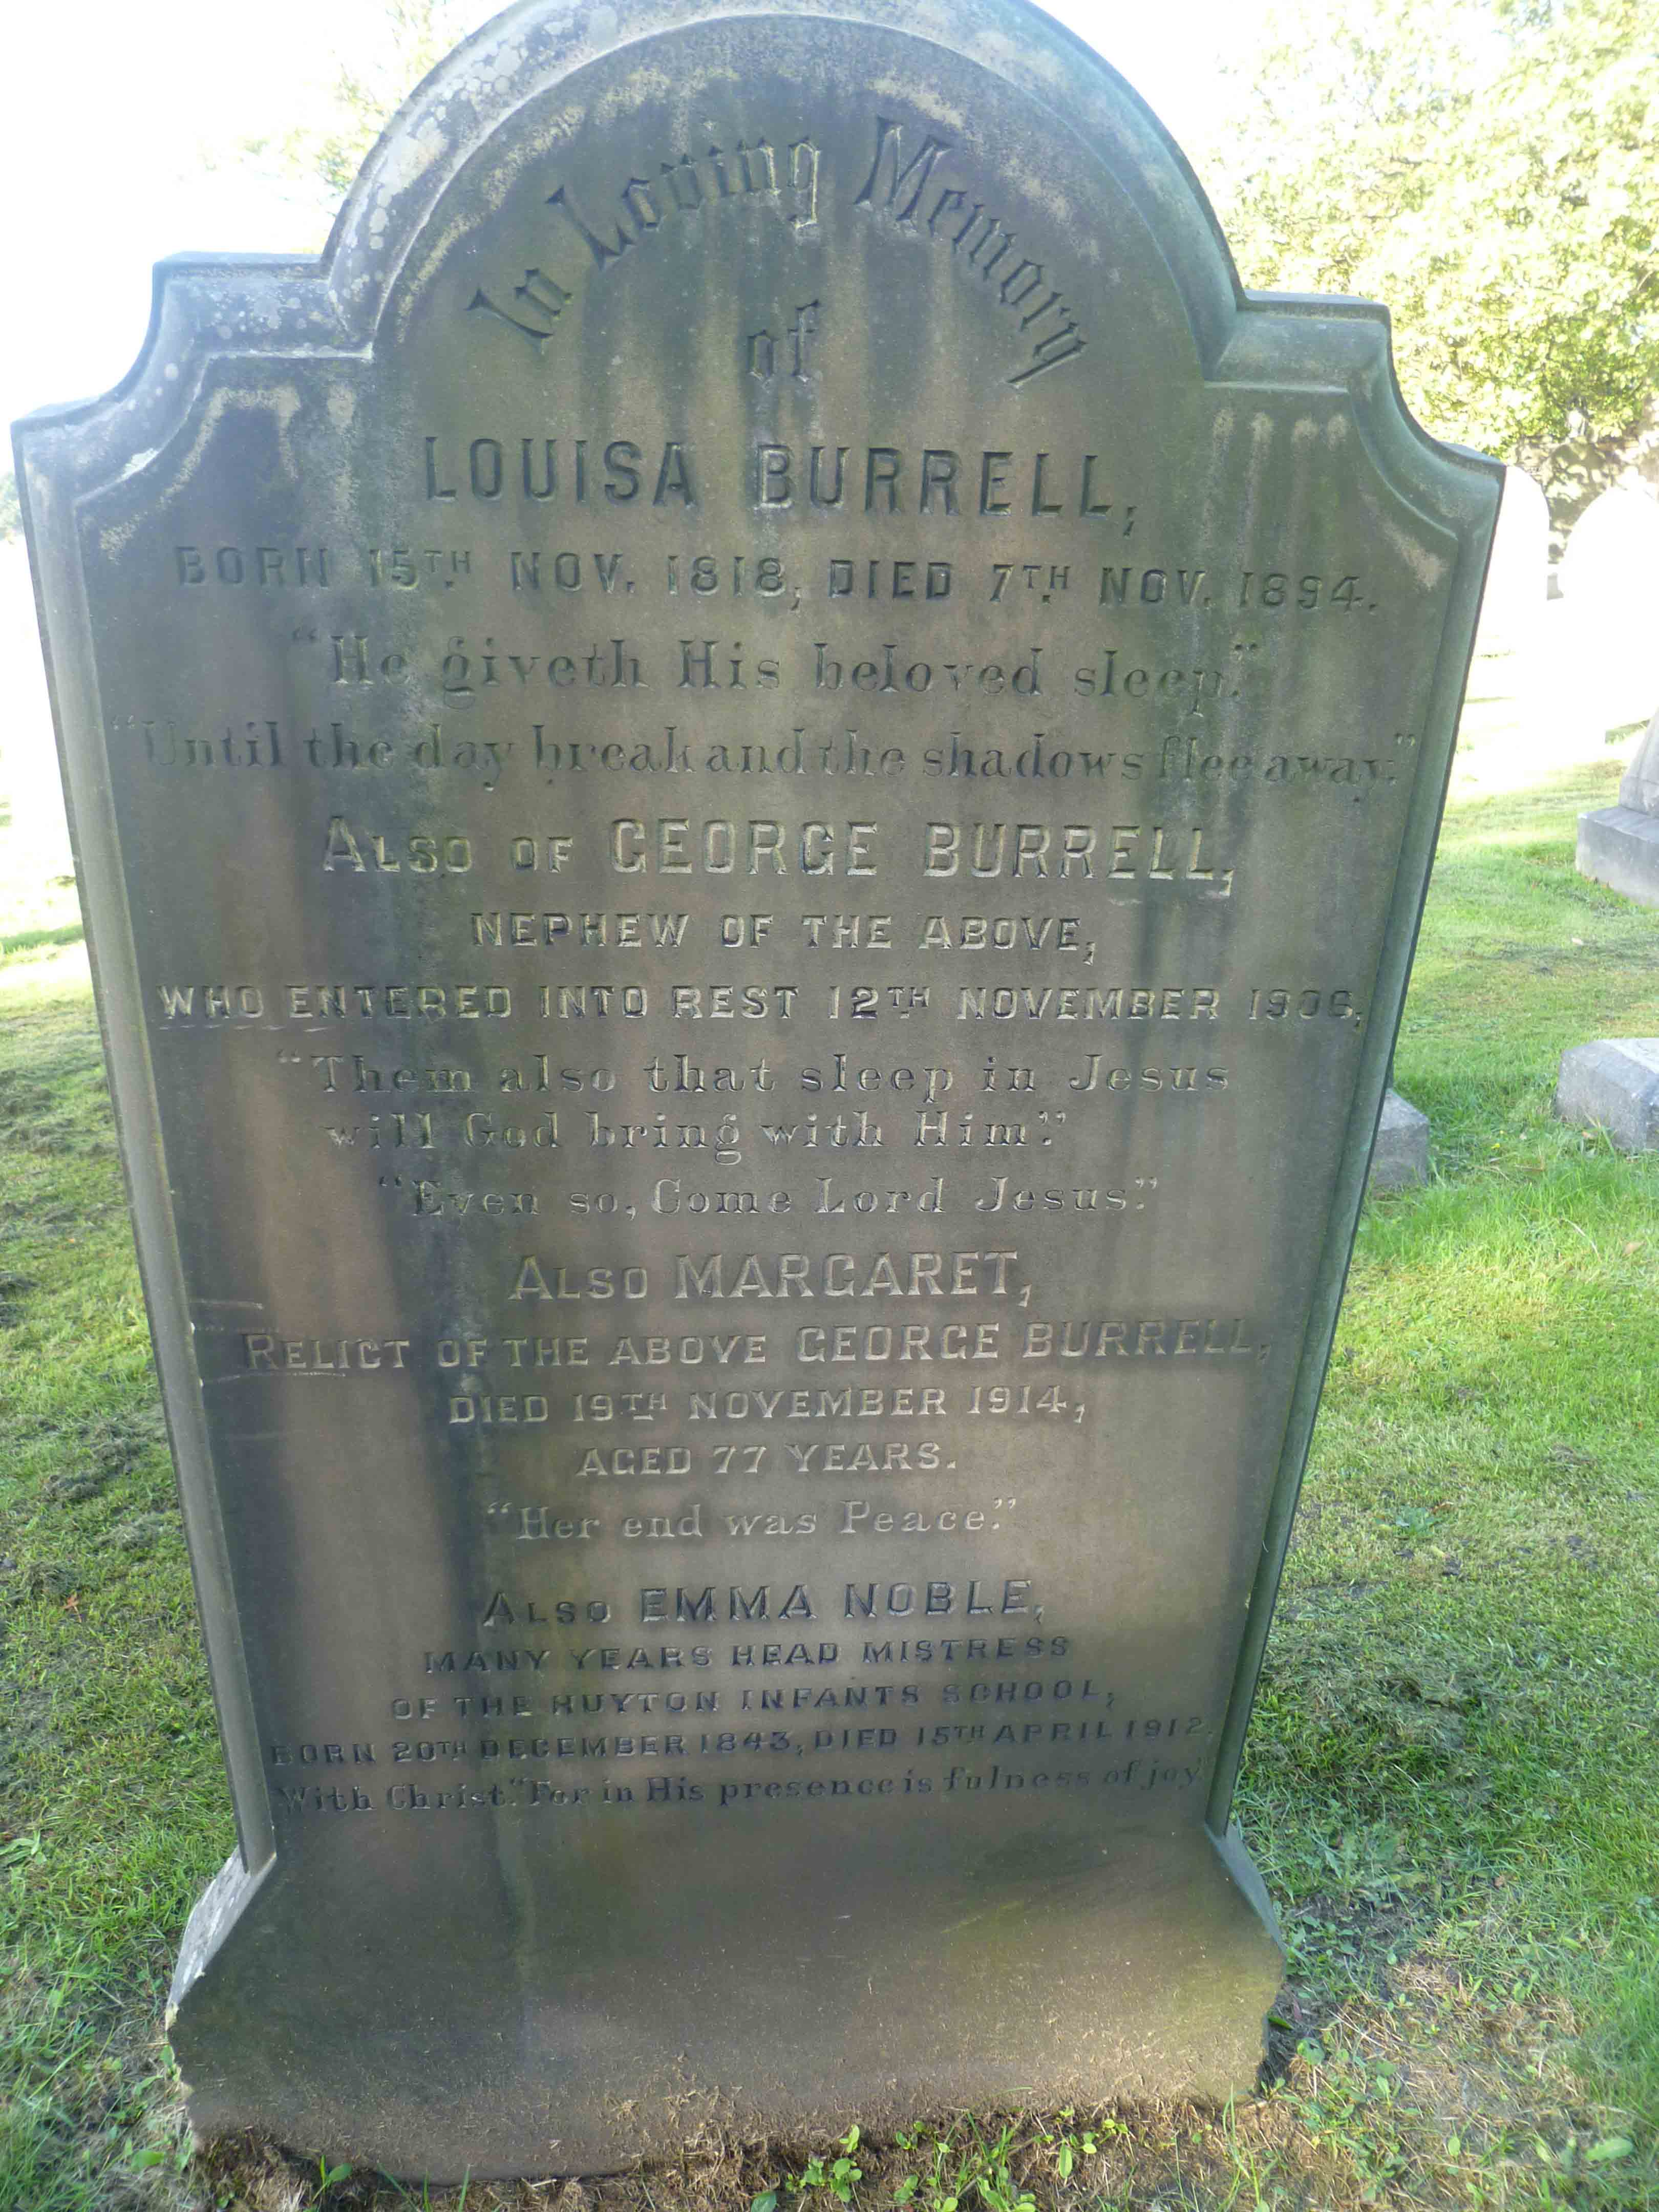 In Loving Memory
of
LOUISA BURRELL,
BORN 15TH NOV. 1818, DIED 7TH NOV. 1894.
"He giveth His beloved sleep."
"Until the day break and the shadows flee away."
ALSO OF GEORGE BURRELL,
NEPHEW OF THE ABOVE,
WHO ENTERED INTO REST 12TH NOVEMBER 1906,
"Them also that sleep in Jesus
will God bring with Him."
"Even so, Come Lord Jesus."
ALSO MARGARET,
RELICT OF THE ABOVE GEORGE BURRELL,
DIED 19TH NOVEMBER 1914,
AGED 77 YEARS.
"Her end was Peace."
ALSO EMMA NOBLE,
MANY YEARS HEAD MISTRESS
OF THE HUYTON INFANTS SCHOOL,
BORN 20TH DECEMBER 1843, DIED 15TH APRIL 1912.
With Christ. "For in His presence is fulness of joy"